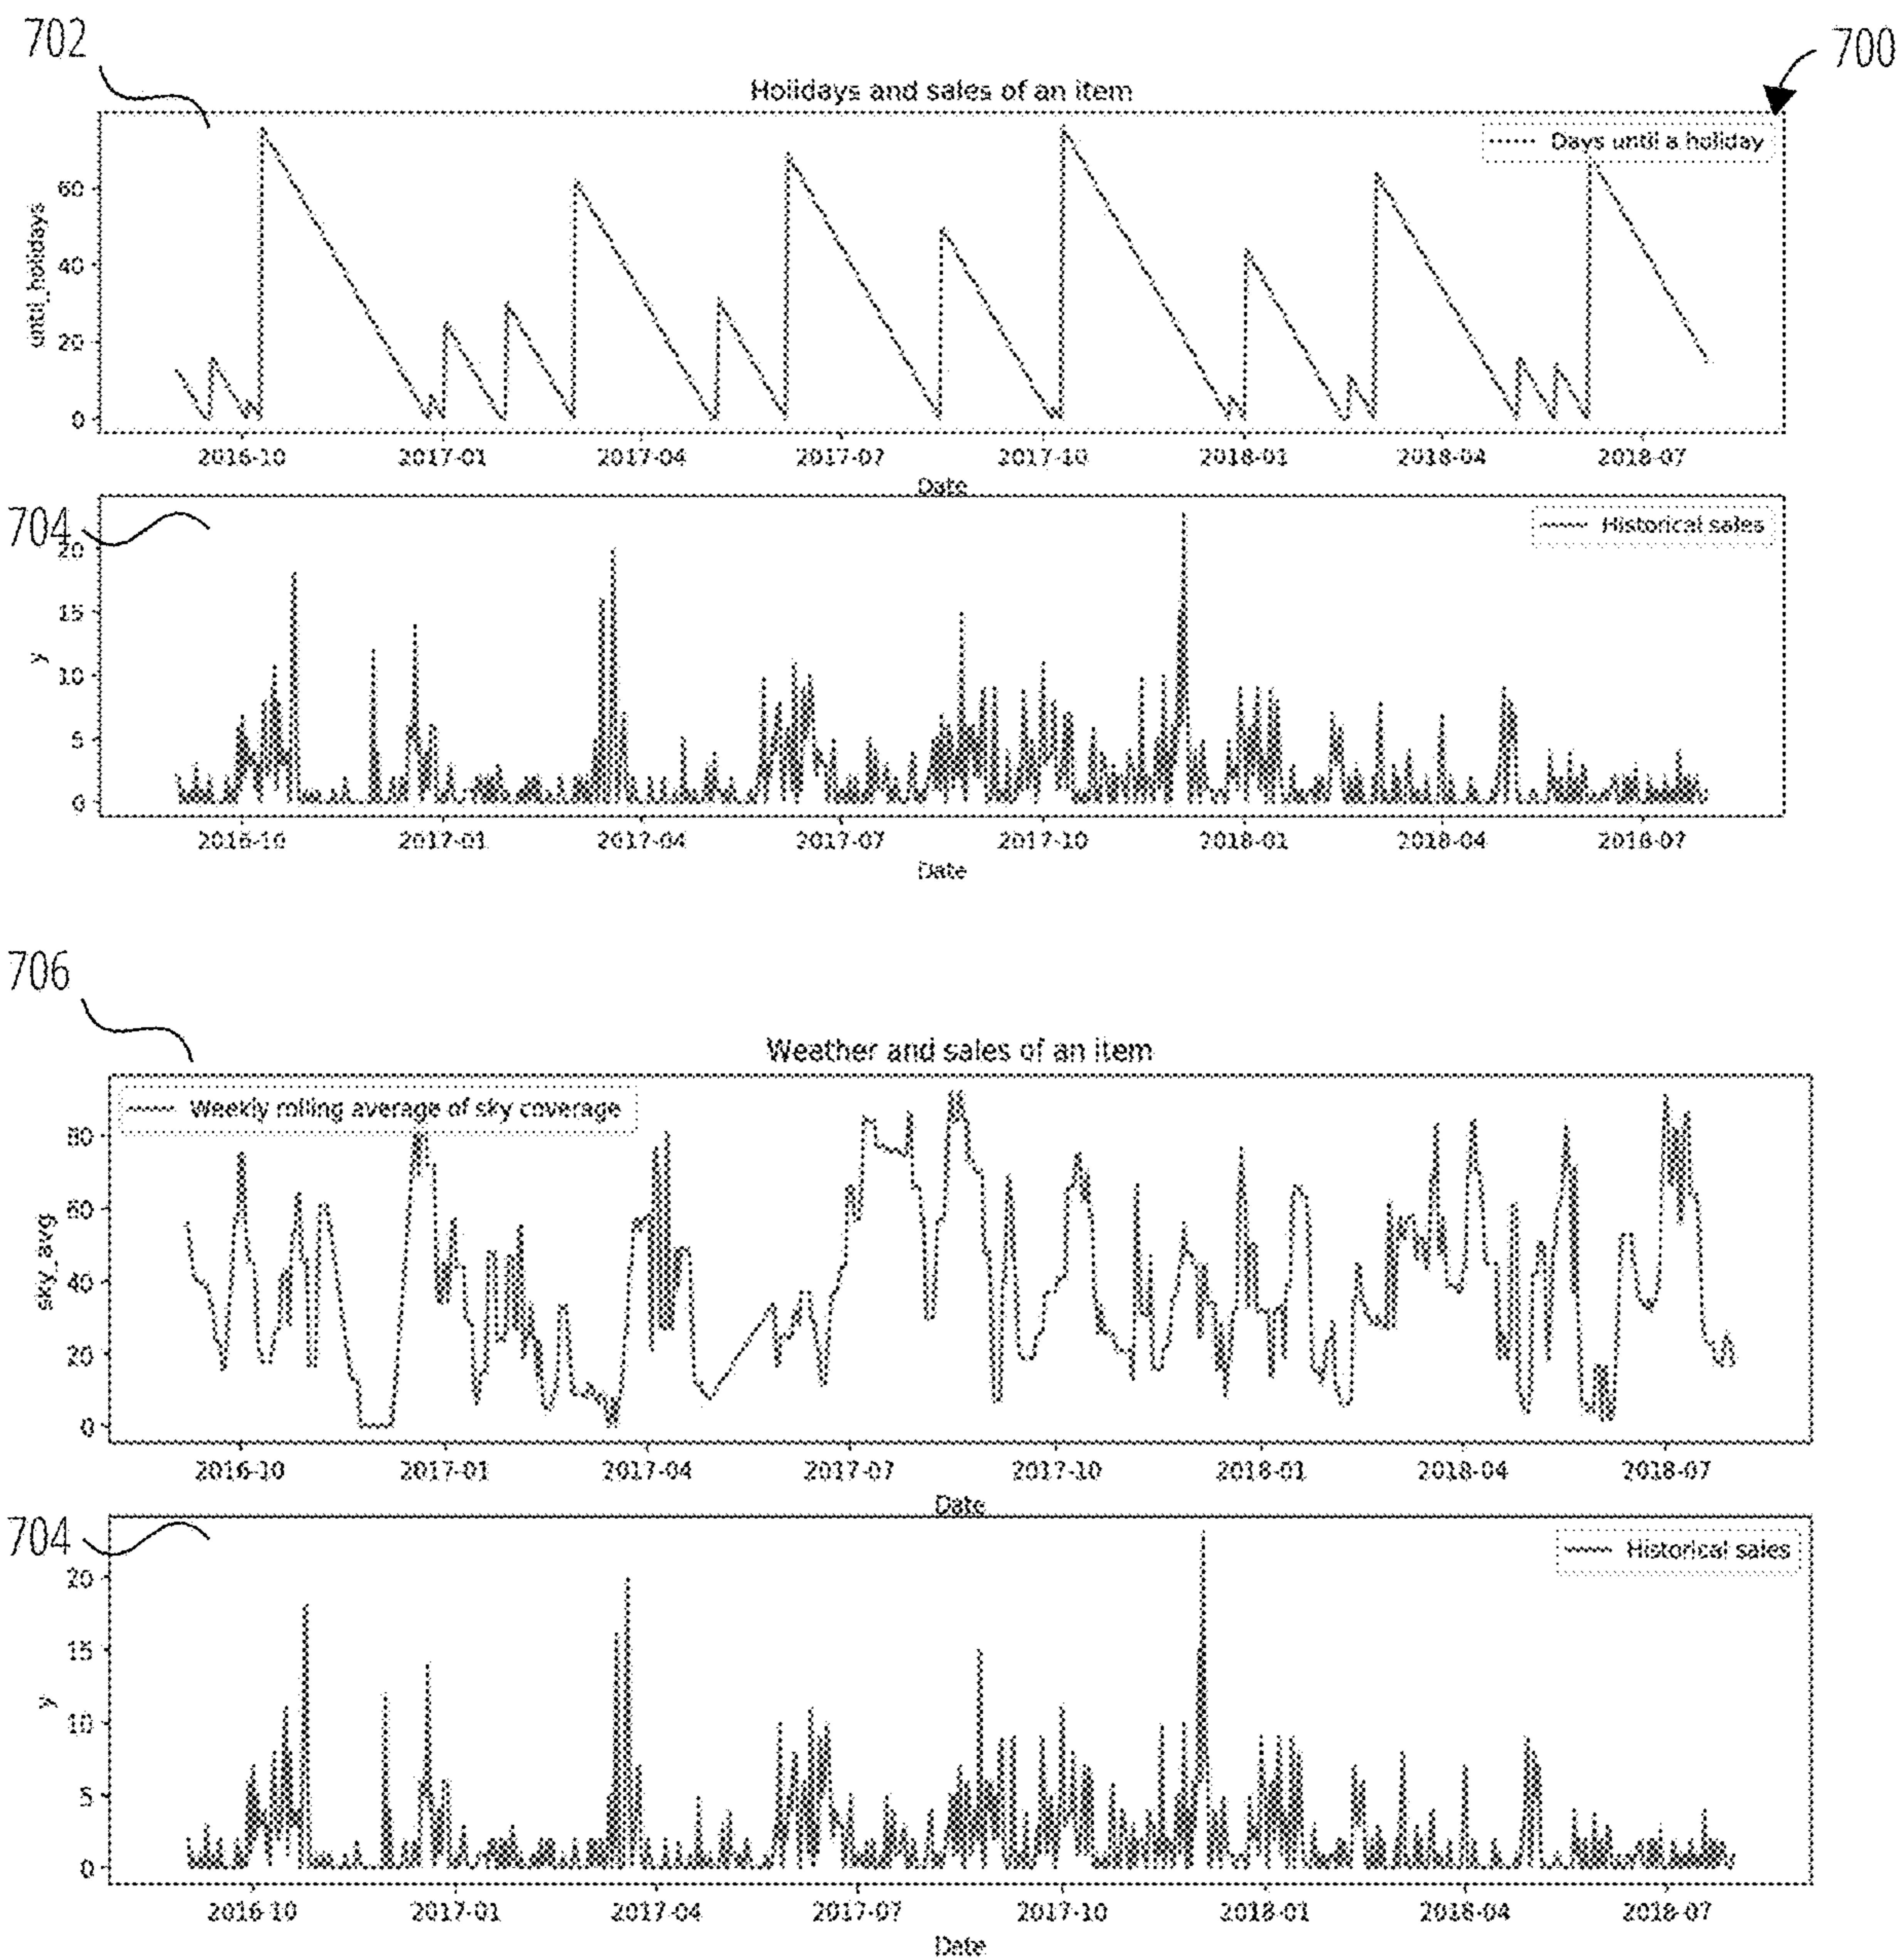 702
700
Holidays and sales of an item
Days until a holiday
until_holidays
60
40
20
0
2016-10 2017-01 2017-04 2017-07 2017-10 2018-01 2018-04 2018-07
Date
704
Historical sales
y
20
15
10
5
0
2016-10 2017-01 2017-04 2017-07 2017-10 2018-01 2018-04 2018-07
Date
706
Weather and sales of an item
Weekly rolling average of sky coverage
sky_avg
80
60
40
20
0
2016-10 2017-01 2017-04 2017-07 2017-10 2018-01 2018-04 2018-07
Date
704
Historical sales
y
20
15
10
5
0
2016-10 2017-01 2017-04 2017-07 2017-10 2018-01 2018-04 2018-07
Date